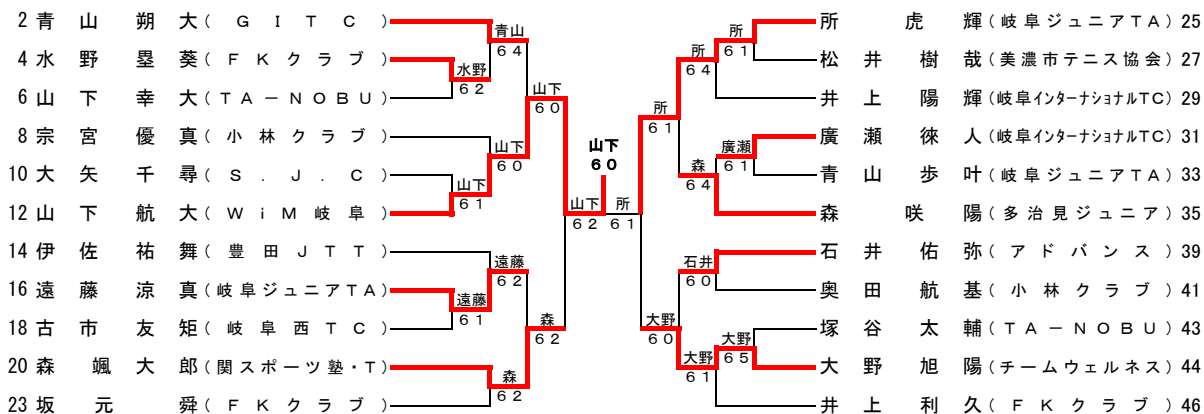 2 青山朔大(GITC)
4 水野塁葵(FKクラブ)
6 山下幸大(TA-NOBU)
8 宗宮優真(小林クラブ)
10 大矢千尋(S.J.C)
12 山下航大(WiM岐阜)
14 伊佐祐舞(豊田JTT)
16 遠藤涼真(岐阜ジュニアTA)
18 古市友矩(岐阜西TC)
20 森颯大郎(関スポーツ塾・T)
23 坂元舜(FKクラブ)
青山
64
水野
62
山下
60
山下
60
山下
61
遠藤
62
遠藤
61
森
62
森
62
山下
62
山下
60
所
61
所
61
所
64
所
61
廣瀬
61
森
64
石井
60
大野
60
大野
65
大野
61
所虎輝(岐阜ジュニアTA) 25
松井樹哉(美濃市テニス協会) 27
井上陽輝(岐阜インターナショナルTC) 29
廣瀬徠人(岐阜インターナショナルTC) 31
青山歩叶(岐阜ジュニアTA) 33
森咲陽(多治見ジュニア) 35
石井佑弥(アドバンス) 39
奥田航基(小林クラブ) 41
塚谷太輔(TA-NOBU) 43
大野旭陽(チームウェルネス) 44
井上利久(FKクラブ) 46